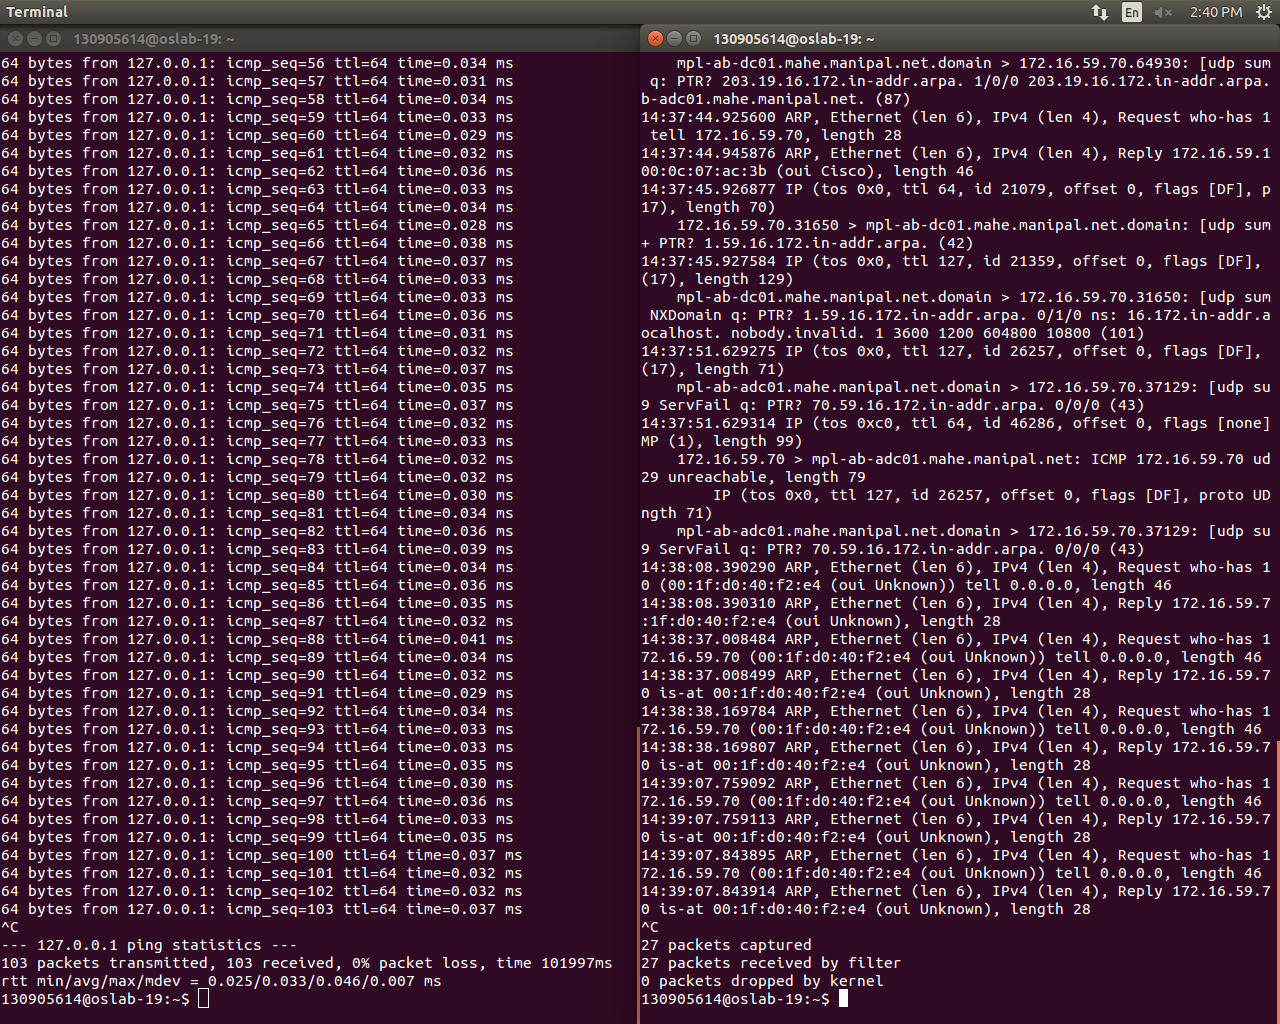 Terminal
En
2:40 PM
130905614@oslab-19: ~
64 bytes from 127.0.0.1: icmp_seq=56 ttl=64 time=0.034 ms
64 bytes from 127.0.0.1: icmp_seq=57 ttl=64 time=0.031 ms
64 bytes from 127.0.0.1: icmp_seq=58 ttl=64 time=0.034 ms
64 bytes from 127.0.0.1: icmp_seq=59 ttl=64 time=0.033 ms
64 bytes from 127.0.0.1: icmp_seq=60 ttl=64 time=0.029 ms
64 bytes from 127.0.0.1: icmp_seq=61 ttl=64 time=0.032 ms
64 bytes from 127.0.0.1: icmp_seq=62 ttl=64 time=0.036 ms
64 bytes from 127.0.0.1: icmp_seq=63 ttl=64 time=0.033 ms
64 bytes from 127.0.0.1: icmp_seq=64 ttl=64 time=0.034 ms
64 bytes from 127.0.0.1: icmp_seq=65 ttl=64 time=0.028 ms
64 bytes from 127.0.0.1: icmp_seq=66 ttl=64 time=0.038 ms
64 bytes from 127.0.0.1: icmp_seq=67 ttl=64 time=0.037 ms
64 bytes from 127.0.0.1: icmp_seq=68 ttl=64 time=0.033 ms
64 bytes from 127.0.0.1: icmp_seq=69 ttl=64 time=0.033 ms
64 bytes from 127.0.0.1: icmp_seq=70 ttl=64 time=0.036 ms
64 bytes from 127.0.0.1: icmp_seq=71 ttl=64 time=0.031 ms
64 bytes from 127.0.0.1: icmp_seq=72 ttl=64 time=0.032 ms
64 bytes from 127.0.0.1: icmp_seq=73 ttl=64 time=0.037 ms
64 bytes from 127.0.0.1: icmp_seq=74 ttl=64 time=0.035 ms
64 bytes from 127.0.0.1: icmp_seq=75 ttl=64 time=0.037 ms
64 bytes from 127.0.0.1: icmp_seq=76 ttl=64 time=0.032 ms
64 bytes from 127.0.0.1: icmp_seq=77 ttl=64 time=0.033 ms
64 bytes from 127.0.0.1: icmp_seq=78 ttl=64 time=0.032 ms
64 bytes from 127.0.0.1: icmp_seq=79 ttl=64 time=0.032 ms
64 bytes from 127.0.0.1: icmp_seq=80 ttl=64 time=0.030 ms
64 bytes from 127.0.0.1: icmp_seq=81 ttl=64 time=0.034 ms
64 bytes from 127.0.0.1: icmp_seq=82 ttl=64 time=0.036 ms
64 bytes from 127.0.0.1: icmp_seq=83 ttl=64 time=0.039 ms
64 bytes from 127.0.0.1: icmp_seq=84 ttl=64 time=0.034 ms
64 bytes from 127.0.0.1: icmp_seq=85 ttl=64 time=0.036 ms
64 bytes from 127.0.0.1: icmp_seq=86 ttl=64 time=0.035 ms
64 bytes from 127.0.0.1: icmp_seq=87 ttl=64 time=0.032 ms
64 bytes from 127.0.0.1: icmp_seq=88 ttl=64 time=0.041 ms
64 bytes from 127.0.0.1: icmp_seq=89 ttl=64 time=0.034 ms
64 bytes from 127.0.0.1: icmp_seq=90 ttl=64 time=0.032 ms
64 bytes from 127.0.0.1: icmp_seq=91 ttl=64 time=0.029 ms
64 bytes from 127.0.0.1: icmp_seq=92 ttl=64 time=0.034 ms
64 bytes from 127.0.0.1: icmp_seq=93 ttl=64 time=0.033 ms
64 bytes from 127.0.0.1: icmp_seq=94 ttl=64 time=0.033 ms
64 bytes from 127.0.0.1: icmp_seq=95 ttl=64 time=0.035 ms
64 bytes from 127.0.0.1: icmp_seq=96 ttl=64 time=0.030 ms
64 bytes from 127.0.0.1: icmp_seq=97 ttl=64 time=0.036 ms
64 bytes from 127.0.0.1: icmp_seq=98 ttl=64 time=0.033 ms
64 bytes from 127.0.0.1: icmp_seq=99 ttl=64 time=0.035 ms
64 bytes from 127.0.0.1: icmp_seq=100 ttl=64 time=0.037 ms
64 bytes from 127.0.0.1: icmp_seq=101 ttl=64 time=0.032 ms
64 bytes from 127.0.0.1: icmp_seq=102 ttl=64 time=0.032 ms
64 bytes from 127.0.0.1: icmp_seq=103 ttl=64 time=0.037 ms
^C
--- 127.0.0.1 ping statistics ---
103 packets transmitted, 103 received, 0% packet loss, time 101997ms
rtt min/avg/max/mdev = 0.025/0.033/0.046/0.007 ms
130905614@oslab-19:~$
130905614@oslab-19: ~
mpl-ab-dc01.mahe.manipal.net.domain > 172.16.59.70.64930: [udp sum
q: PTR? 203.19.16.172.in-addr.arpa. 1/0/0 203.19.16.172.in-addr.arpa.
b-adc01.mahe.manipal.net. (87)
14:37:44.925600 ARP, Ethernet (len 6), IPv4 (len 4), Request who-has 1
tell 172.16.59.70, length 28
14:37:44.945876 ARP, Ethernet (len 6), IPv4 (len 4), Reply 172.16.59.1
00:0c:07:ac:3b (oui Cisco), length 46
14:37:45.926877 IP (tos 0x0, ttl 64, id 21079, offset 0, flags [DF], p
17), length 70)
172.16.59.70.31650 > mpl-ab-dc01.mahe.manipal.net.domain: [udp sum
+ PTR? 1.59.16.172.in-addr.arpa. (42)
14:37:45.927584 IP (tos 0x0, ttl 127, id 21359, offset 0, flags [DF],
(17), length 129)
mpl-ab-dc01.mahe.manipal.net.domain > 172.16.59.70.31650: [udp sum
NXDomain q: PTR? 1.59.16.172.in-addr.arpa. 0/1/0 ns: 16.172.in-addr.a
ocalhost. nobody.invalid. 1 3600 1200 604800 10800 (101)
14:37:51.629275 IP (tos 0x0, ttl 127, id 26257, offset 0, flags [DF],
(17), length 71)
mpl-ab-adc01.mahe.manipal.net.domain > 172.16.59.70.37129: [udp su
9 ServFail q: PTR? 70.59.16.172.in-addr.arpa. 0/0/0 (43)
14:37:51.629314 IP (tos 0xc0, ttl 64, id 46286, offset 0, flags [none]
MP (1), length 99)
172.16.59.70 > mpl-ab-adc01.mahe.manipal.net: ICMP 172.16.59.70 ud
29 unreachable, length 79
IP (tos 0x0, ttl 127, id 26257, offset 0, flags [DF], proto UD
ngth 71)
mpl-ab-adc01.mahe.manipal.net.domain > 172.16.59.70.37129: [udp su
9 ServFail q: PTR? 70.59.16.172.in-addr.arpa. 0/0/0 (43)
14:38:08.390290 ARP, Ethernet (len 6), IPv4 (len 4), Request who-has 1
0 (00:1f:d0:40:f2:e4 (oui Unknown)) tell 0.0.0.0, length 46
14:38:08.390310 ARP, Ethernet (len 6), IPv4 (len 4), Reply 172.16.59.7
:1f:d0:40:f2:e4 (oui Unknown), length 28
14:38:37.008484 ARP, Ethernet (len 6), IPv4 (len 4), Request who-has 1
72.16.59.70 (00:1f:d0:40:f2:e4 (oui Unknown)) tell 0.0.0.0, length 46
14:38:37.008499 ARP, Ethernet (len 6), IPv4 (len 4), Reply 172.16.59.7
0 is-at 00:1f:d0:40:f2:e4 (oui Unknown), length 28
14:38:38.169784 ARP, Ethernet (len 6), IPv4 (len 4), Request who-has 1
72.16.59.70 (00:1f:d0:40:f2:e4 (oui Unknown)) tell 0.0.0.0, length 46
14:38:38.169807 ARP, Ethernet (len 6), IPv4 (len 4), Reply 172.16.59.7
0 is-at 00:1f:d0:40:f2:e4 (oui Unknown), length 28
14:39:07.759092 ARP, Ethernet (len 6), IPv4 (len 4), Request who-has 1
72.16.59.70 (00:1f:d0:40:f2:e4 (oui Unknown)) tell 0.0.0.0, length 46
14:39:07.759113 ARP, Ethernet (len 6), IPv4 (len 4), Reply 172.16.59.7
0 is-at 00:1f:d0:40:f2:e4 (oui Unknown), length 28
14:39:07.843895 ARP, Ethernet (len 6), IPv4 (len 4), Request who-has 1
72.16.59.70 (00:1f:d0:40:f2:e4 (oui Unknown)) tell 0.0.0.0, length 46
14:39:07.843914 ARP, Ethernet (len 6), IPv4 (len 4), Reply 172.16.59.7
0 is-at 00:1f:d0:40:f2:e4 (oui Unknown), length 28
^C
27 packets captured
27 packets received by filter
0 packets dropped by kernel
130905614@oslab-19:~$